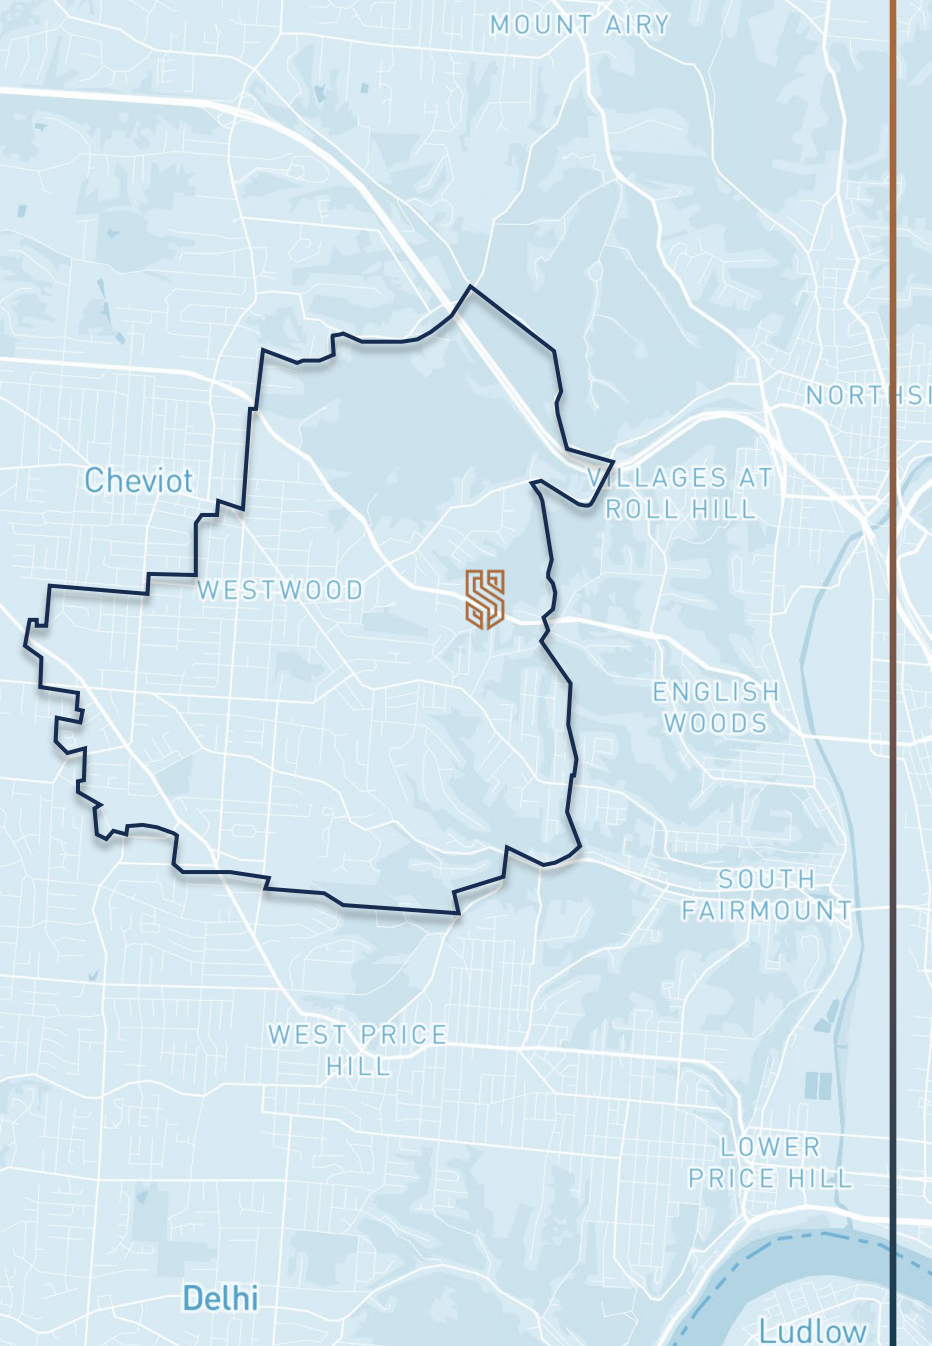 MOUNT AIRY
NORTHSI
Cheviot
VILLAGES AT
ROLL HILL
WESTWOOD
ENGLISH
WOODS
SOUTH
FAIRMOUNT
WEST PRICE
HILL
LOWER
PRICE HILL
Delhi
Ludlow